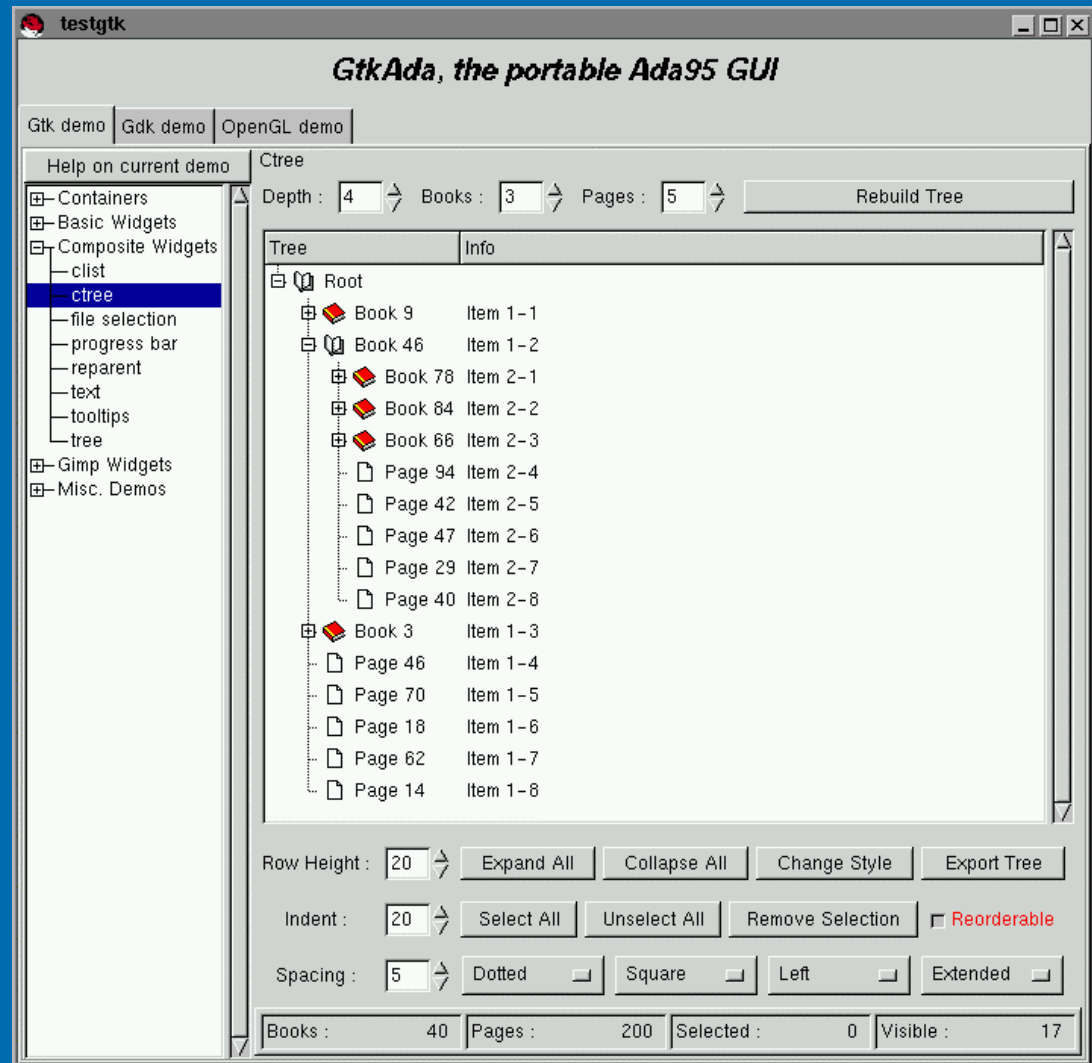 testgtk
GtkAda, the portable Ada95 GUI
Gtk demo Gdk demo OpenGL demo
Help on current demo
Containers
Basic Widgets
Composite Widgets
clist
ctree
file selection
progress bar
reparent
text
tooltips
tree
Gimp Widgets
Misc. Demos
Ctree
Depth : 4 Books : 3 Pages : 5 Rebuild Tree
Tree Info
Root
Book 9 Item 1-1
Book 46 Item 1-2
Book 78 Item 2-1
Book 84 Item 2-2
Book 66 Item 2-3
Page 94 Item 2-4
Page 42 Item 2-5
Page 47 Item 2-6
Page 29 Item 2-7
Page 40 Item 2-8
Book 3 Item 1-3
Page 46 Item 1-4
Page 70 Item 1-5
Page 18 Item 1-6
Page 62 Item 1-7
Page 14 Item 1-8
Row Height : 20 Expand All Collapse All Change Style Export Tree
Indent : 20 Select All Unselect All Remove Selection Reorderable
Spacing : 5 Dotted Square Left Extended
Books : 40 Pages : 200 Selected : 0 Visible : 17